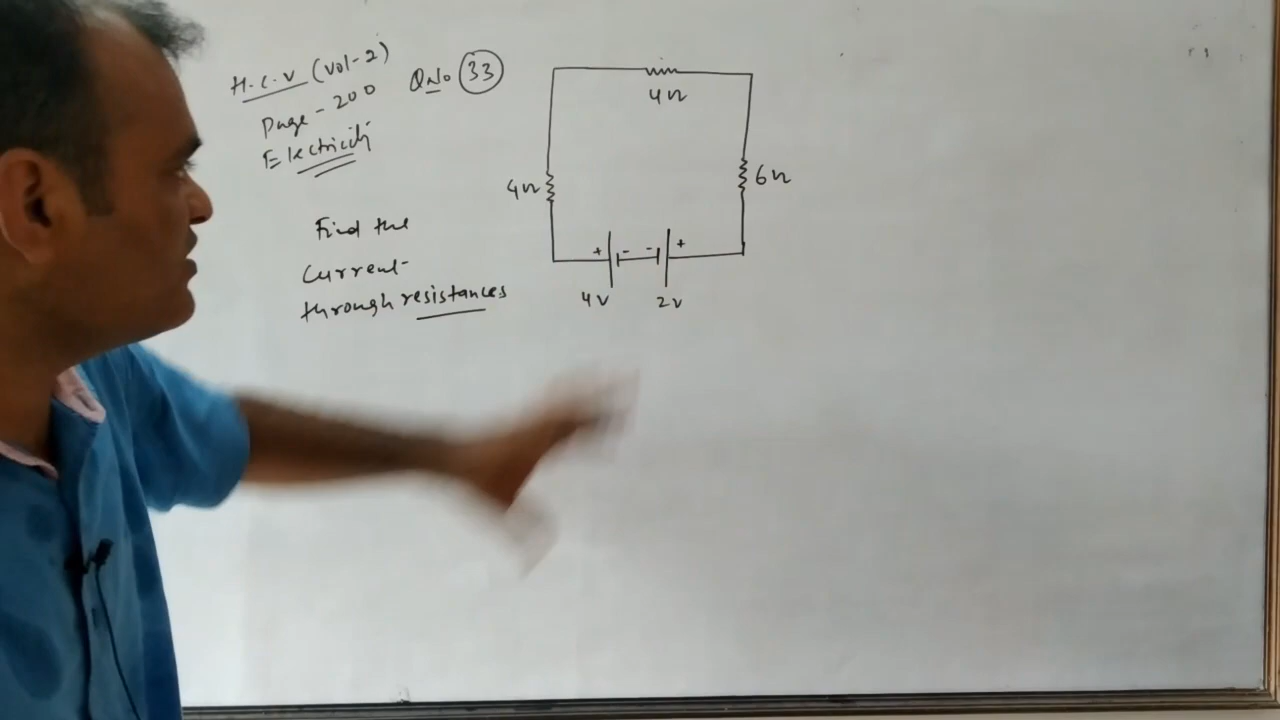 H.C.V (Vol-2)
Page - 200
Electricity
Q No 33
Find the
Current
through resistances
4Ω
4Ω
6Ω
+ - - +
4V 2V